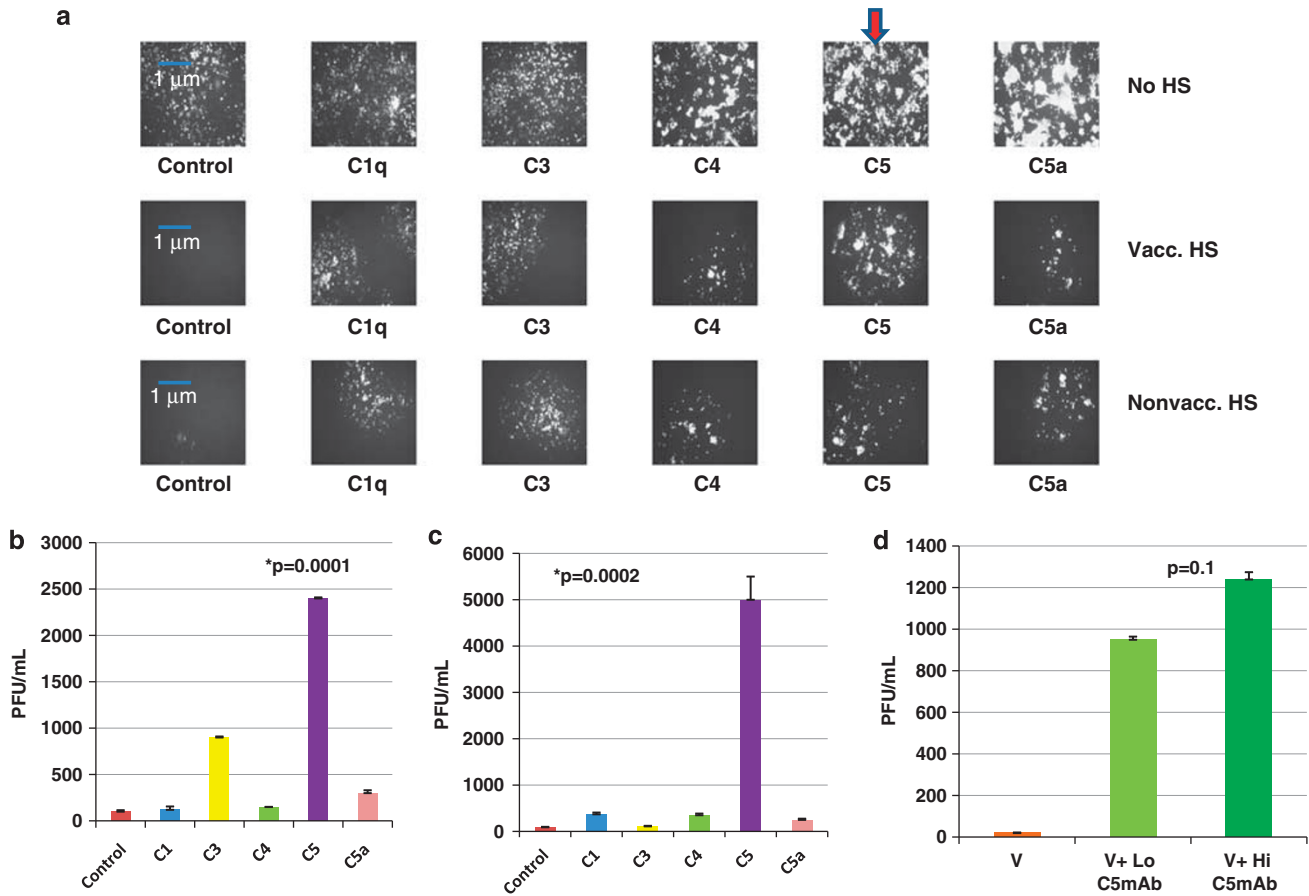 a
1 μm
No HS
Control C1q C3 C4 C5 C5a
1 μm
Vacc. HS
Control C1q C3 C4 C5 C5a
1 μm
Nonvacc. HS
Control C1q C3 C4 C5 C5a
b
3000
2500
2000
1500
1000
500
0
PFU/mL
*p=0.0001
Control C1 C3 C4 C5 C5a
c
6000
5000
4000
3000
2000
1000
0
PFU/mL
*p=0.0002
Control C1 C3 C4 C5 C5a
d
1400
1200
1000
800
600
400
200
0
PFU/mL
p=0.1
V V+ Lo V+ Hi
C5mAb C5mAb